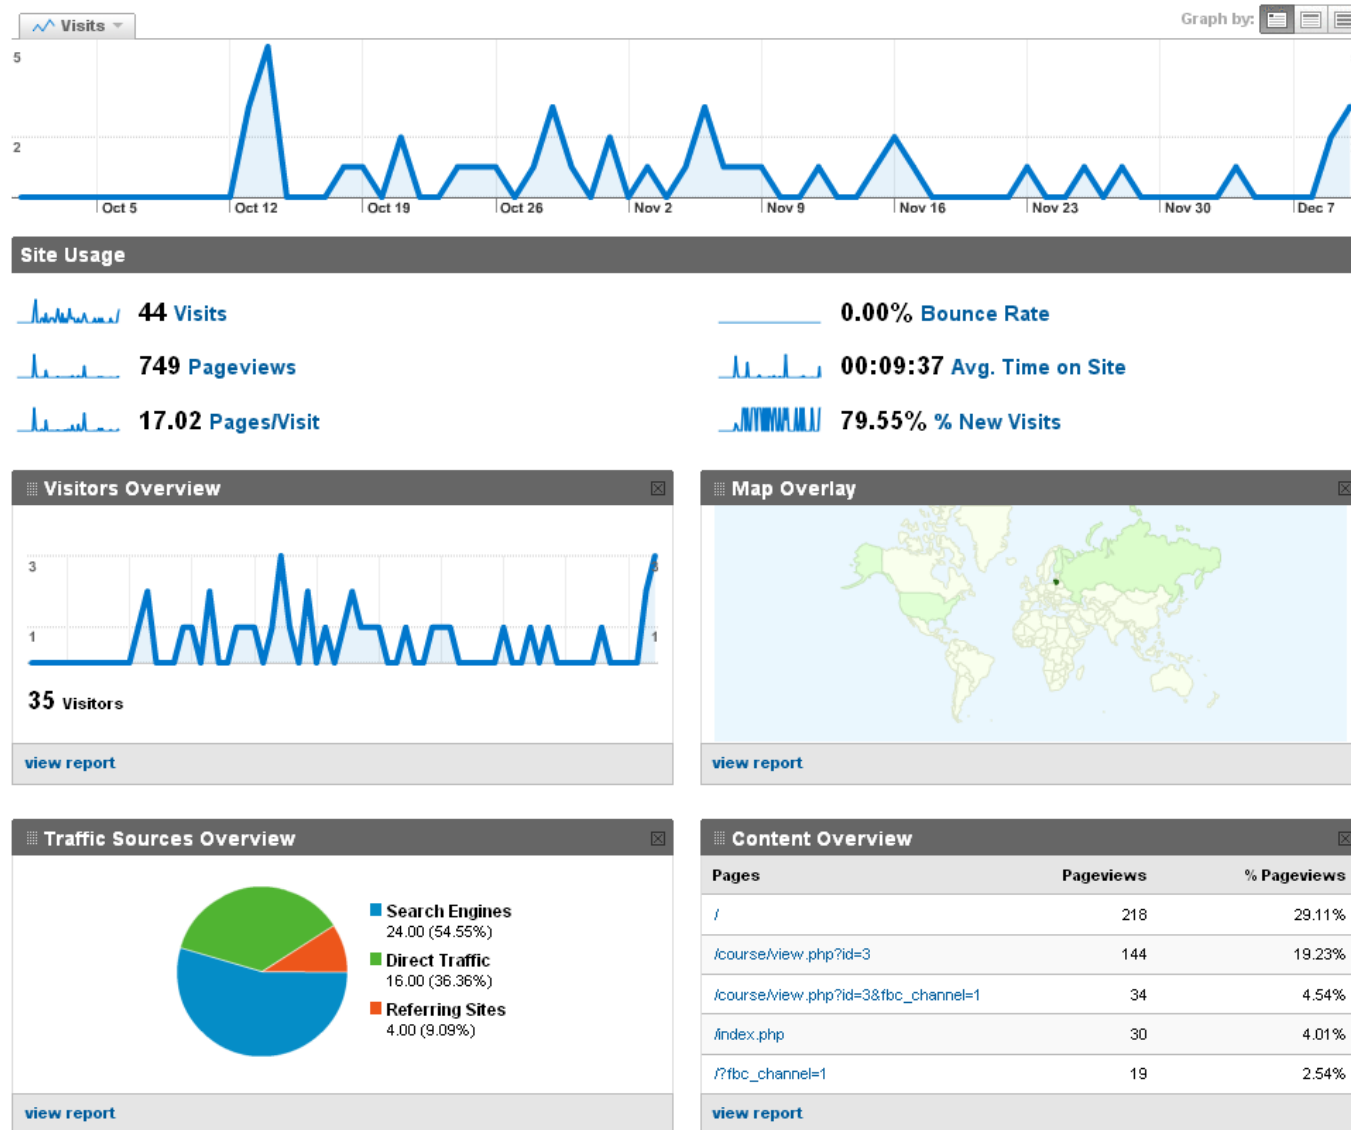 Visits
Graph by:
5
2
Oct 5
Oct 12
Oct 19
Oct 26
Nov 2
Nov 9
Nov 16
Nov 23
Nov 30
Dec 7
Site Usage
44 Visits
0.00% Bounce Rate
749 Pageviews
00:09:37 Avg. Time on Site
17.02 Pages/Visit
79.55% % New Visits
Visitors Overview
3
3
1
1
35 Visitors
view report
Map Overlay
view report
Traffic Sources Overview
Search Engines
24.00 (54.55%)
Direct Traffic
16.00 (36.36%)
Referring Sites
4.00 (9.09%)
view report
Content Overview
Pages Pageviews % Pageviews
/ 218 29.11%
/course/view.php?id=3 144 19.23%
/course/view.php?id=3&fbc_channel=1 34 4.54%
/index.php 30 4.01%
/?fbc_channel=1 19 2.54%
view report